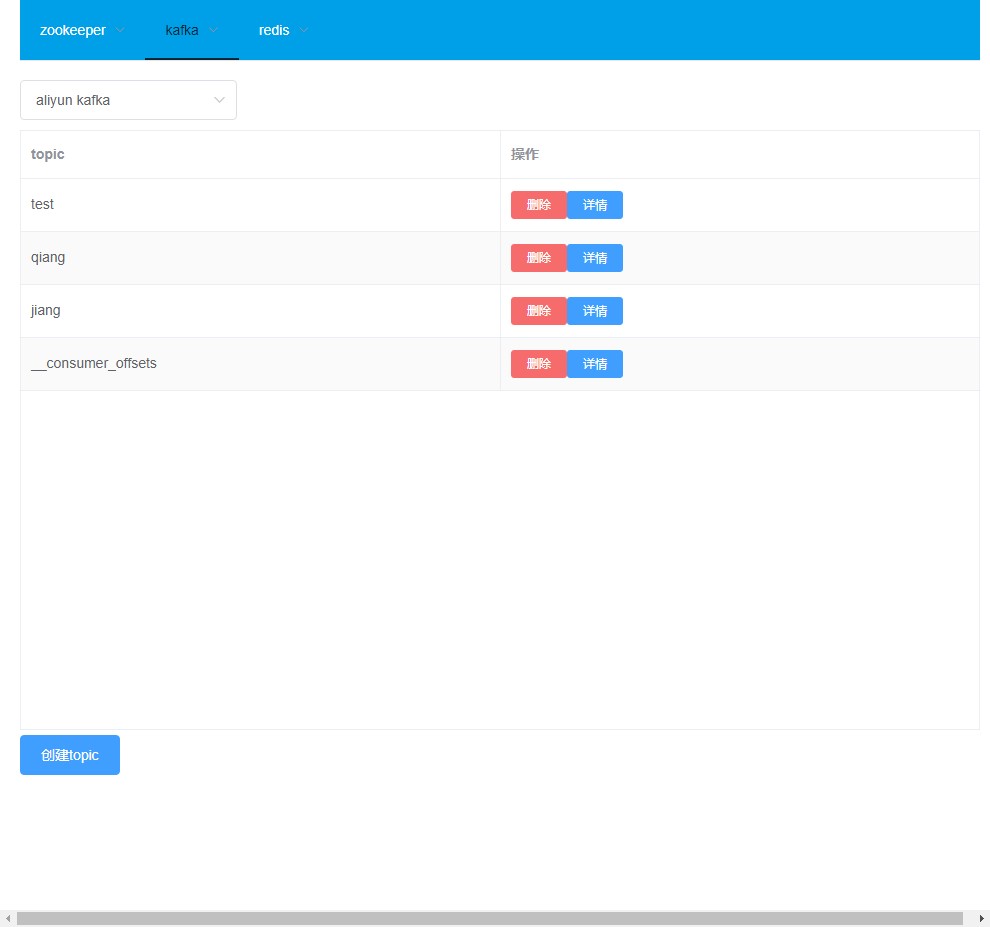 zookeeper kafka redis
aliyun kafka
topic 操作
test 删除 详情
qiang 删除 详情
jiang 删除 详情
__consumer_offsets 删除 详情
创建topic